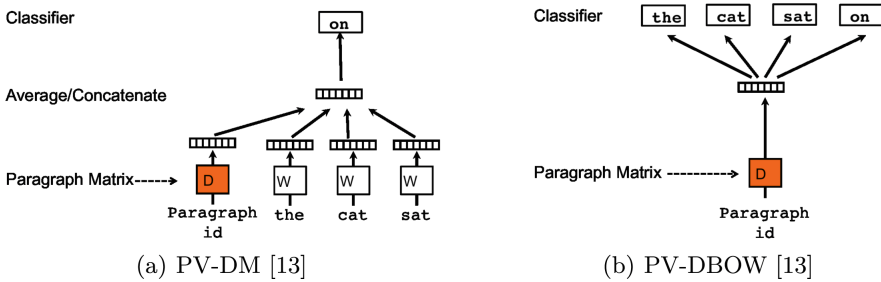 Classifier
on
Average/Concatenate
Paragraph Matrix
D W W W
Paragraph the cat sat
id
(a) PV-DM [13]
Classifier
the cat sat on
Paragraph Matrix
D
Paragraph
id
(b) PV-DBOW [13]